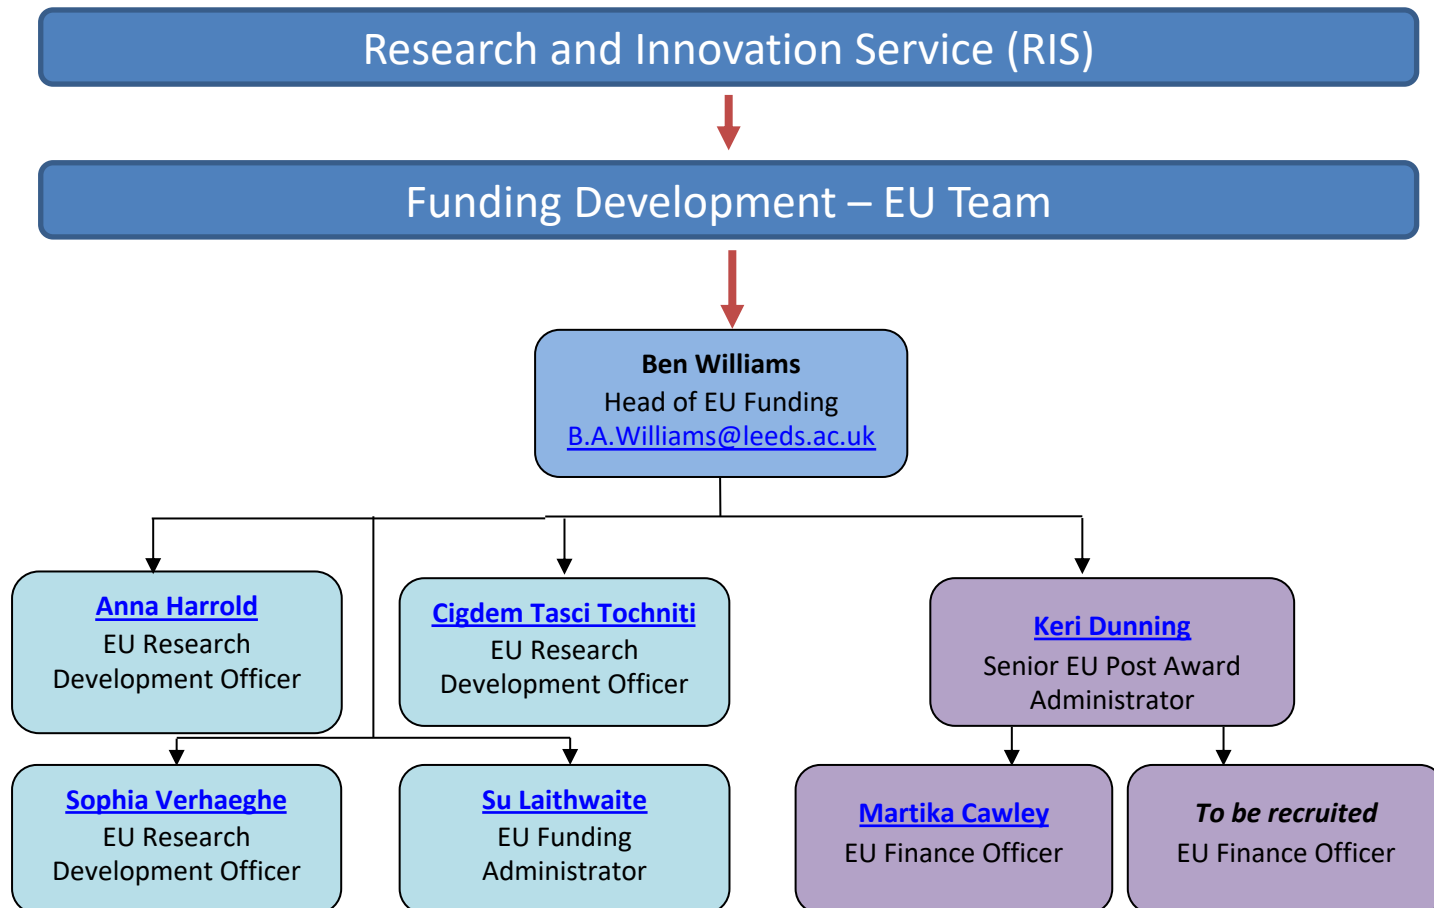 Research and Innovation Service (RIS)
Funding Development – EU Team
Ben Williams
Head of EU Funding
B.A.Williams@leeds.ac.uk
Anna Harrold
EU Research
Development Officer
Cigdem Tasci Tochniti
EU Research
Development Officer
Keri Dunning
Senior EU Post Award
Administrator
Sophia Verhaeghe
EU Research
Development Officer
Su Laithwaite
EU Funding
Administrator
Martika Cawley
EU Finance Officer
To be recruited
EU Finance Officer